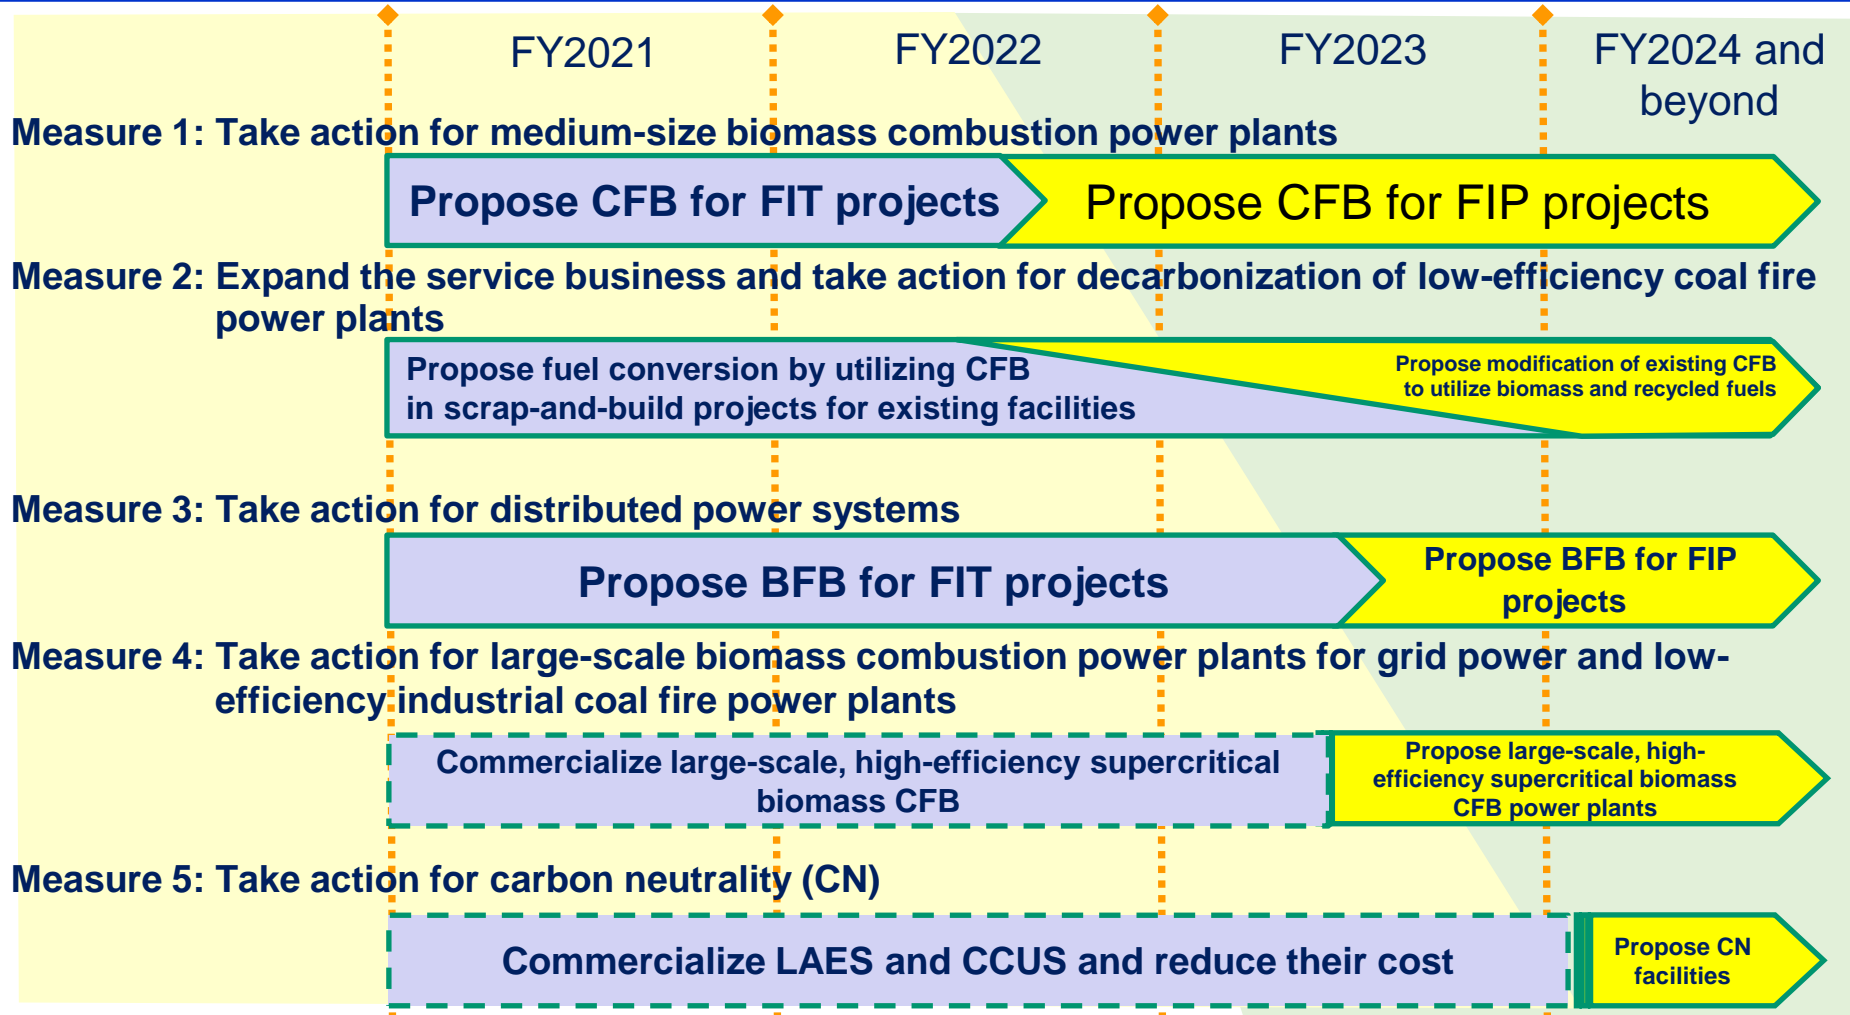 FY2021
FY2022
FY2023
FY2024 and
beyond
Measure 1: Take action for medium-size biomass combustion power plants
Propose CFB for FIT projects
Propose CFB for FIP projects
Measure 2: Expand the service business and take action for decarbonization of low-efficiency coal fire
power plants
Propose fuel conversion by utilizing CFB
in scrap-and-build projects for existing facilities
Propose modification of existing CFB
to utilize biomass and recycled fuels
Measure 3: Take action for distributed power systems
Propose BFB for FIT projects
Propose BFB for FIP
projects
Measure 4: Take action for large-scale biomass combustion power plants for grid power and low-
efficiency industrial coal fire power plants
Commercialize large-scale, high-efficiency supercritical
biomass CFB
Propose large-scale, high-
efficiency supercritical biomass
CFB power plants
Measure 5: Take action for carbon neutrality (CN)
Commercialize LAES and CCUS and reduce their cost
Propose CN
facilities